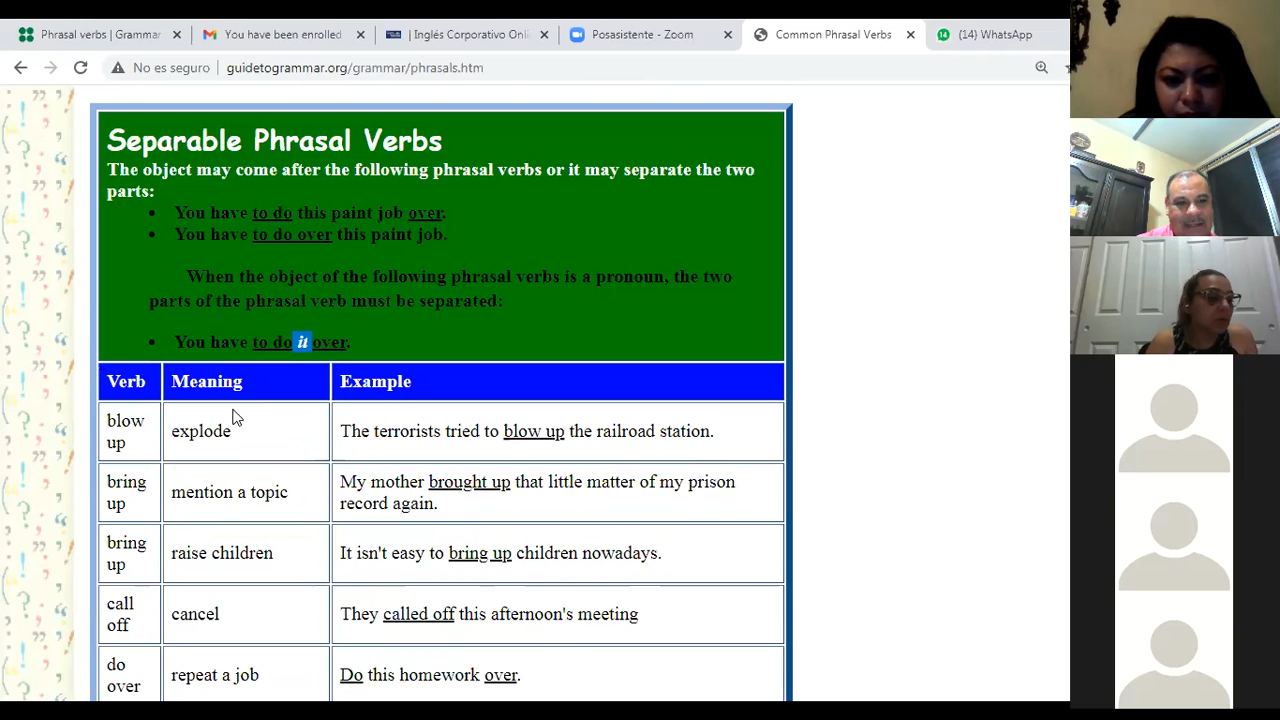 Phrasal verbs | Grammar
You have been enrolled
| Inglés Corporativo Onli
Posasistente - Zoom
Common Phrasal Verbs
(14) WhatsApp
No es seguro
guidetogrammar.org/grammar/phrasals.htm
Separable Phrasal Verbs
The object may come after the following phrasal verbs or it may separate the two
parts:
• You have to do this paint job over.
• You have to do over this paint job.
When the object of the following phrasal verbs is a pronoun, the two
parts of the phrasal verb must be separated:
• You have to do it over.
Verb Meaning Example
blow
up
explode
The terrorists tried to blow up the railroad station.
bring
up
mention a topic
My mother brought up that little matter of my prison
record again.
bring
up
raise children
It isn't easy to bring up children nowadays.
call
off
cancel
They called off this afternoon's meeting
do
over
repeat a job
Do this homework over.